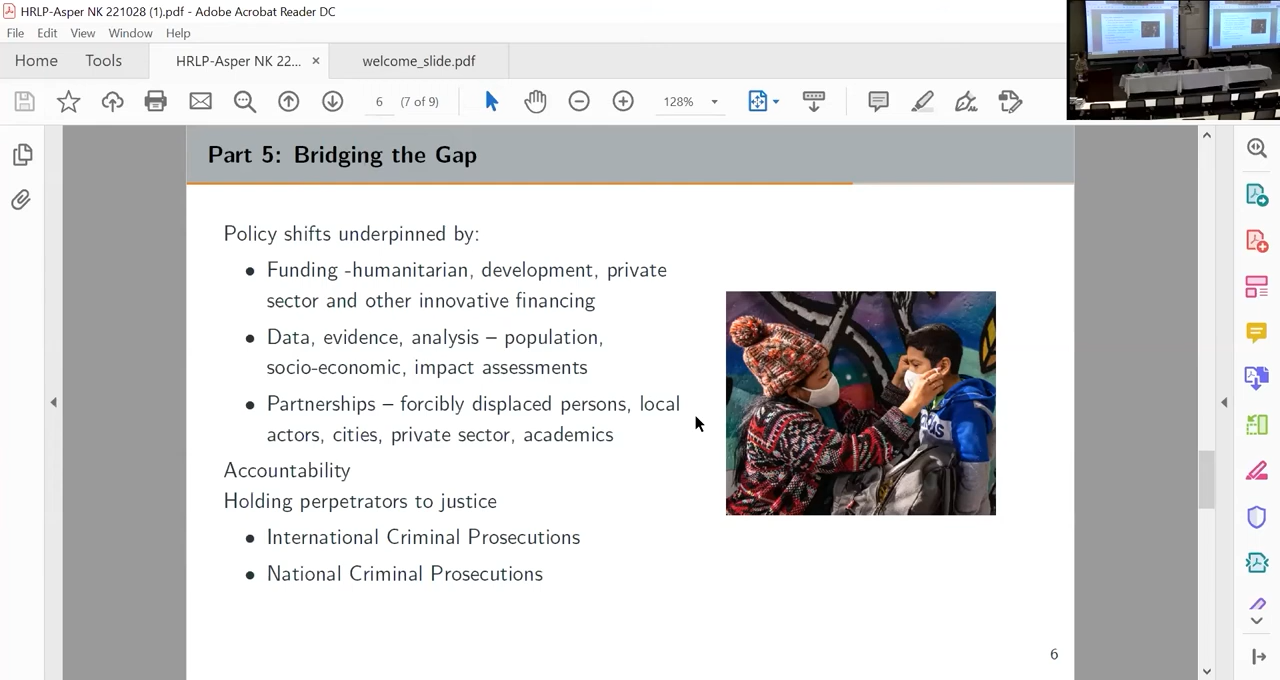 HRLP-Asper NK 221028 (1).pdf - Adobe Acrobat Reader DC
File Edit View Window Help
Home Tools HRLP-Asper NK 22... × welcome_slide.pdf
6 (7 of 9) 128%
Part 5: Bridging the Gap
Policy shifts underpinned by:
• Funding -humanitarian, development, private
sector and other innovative financing
• Data, evidence, analysis – population,
socio-economic, impact assessments
• Partnerships – forcibly displaced persons, local
actors, cities, private sector, academics
Accountability
Holding perpetrators to justice
• International Criminal Prosecutions
• National Criminal Prosecutions
6